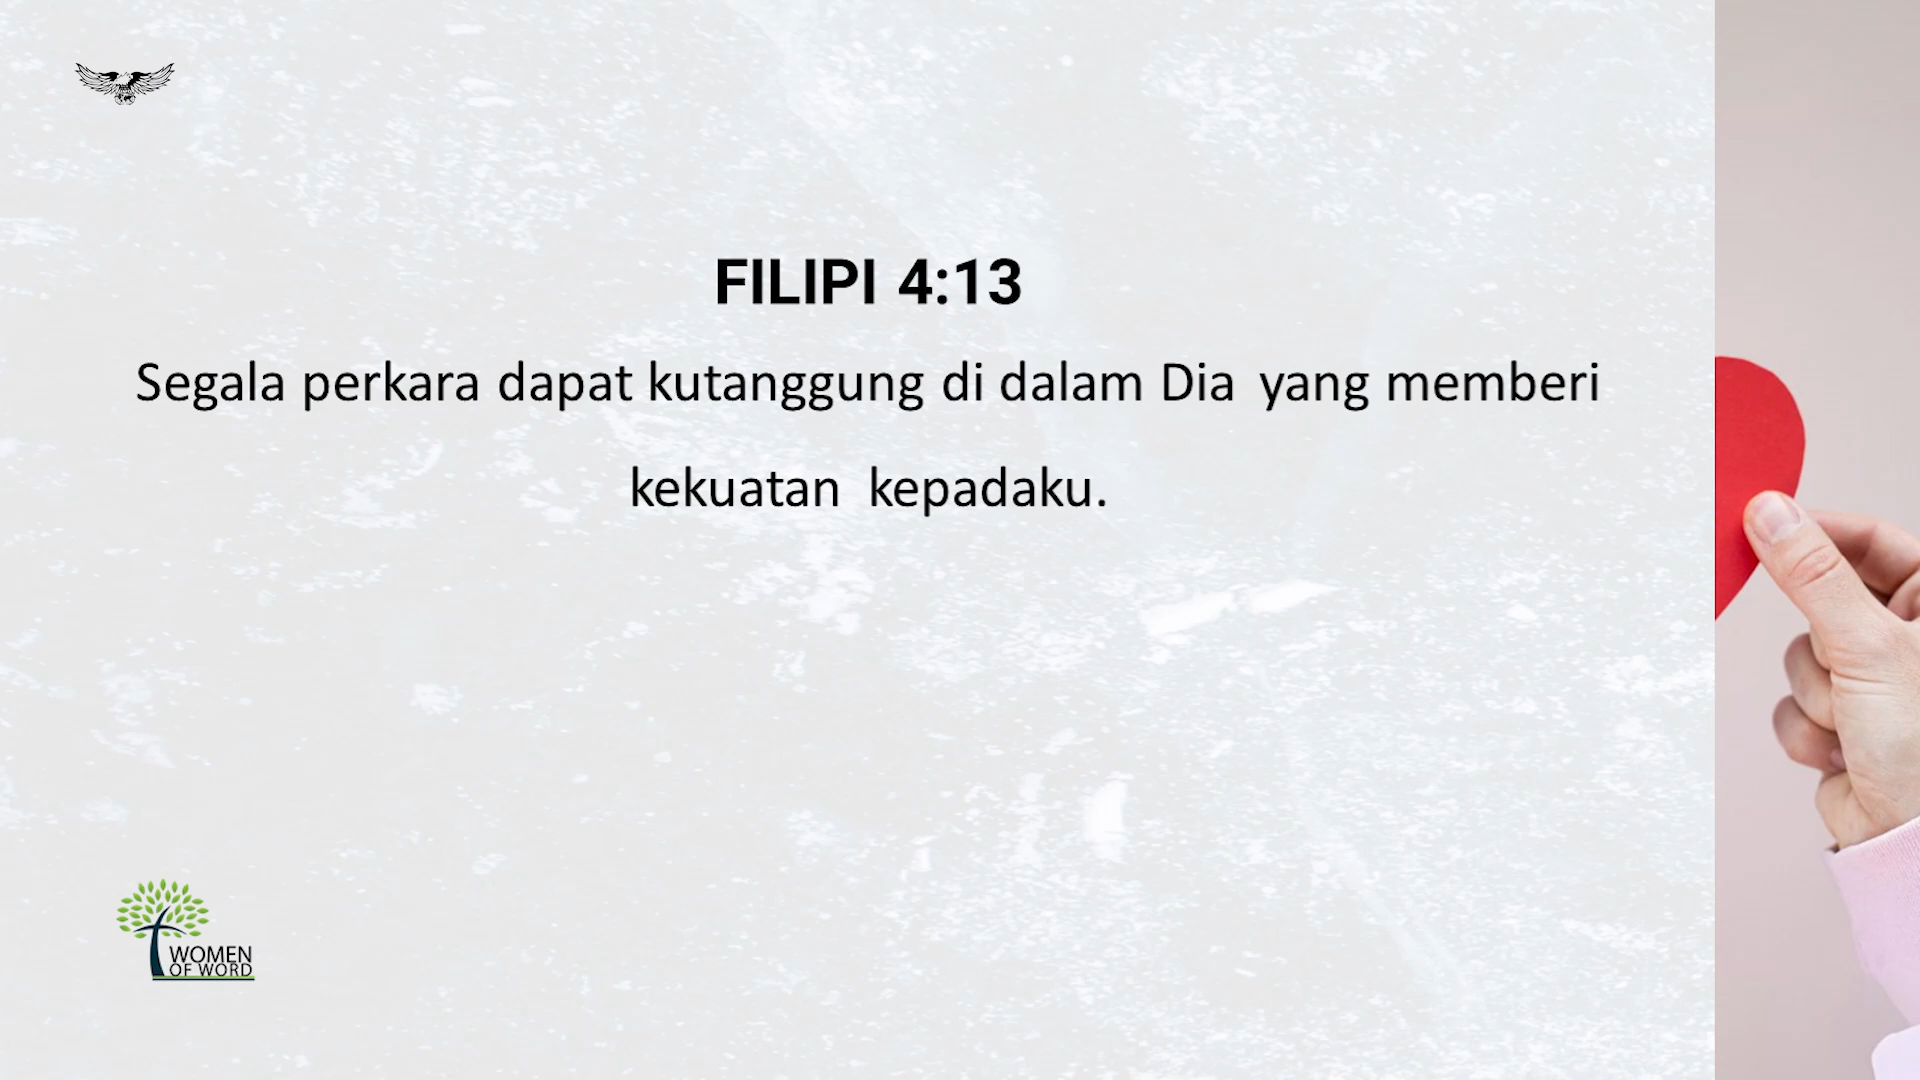 FILIPI 4:13
Segala perkara dapat kutanggung di dalam Dia yang memberi
kekuatan kepadaku.
WOMEN
OF WORD